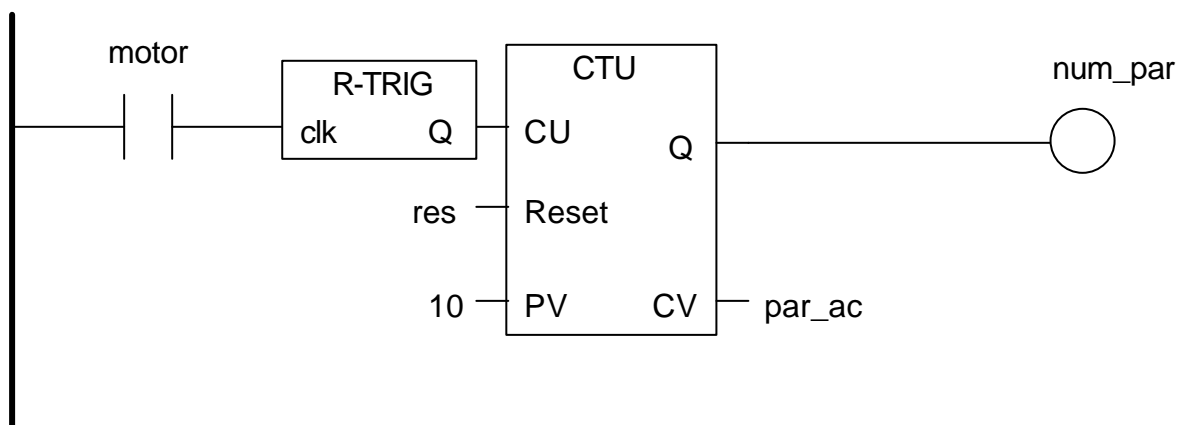 motor
R-TRIG
clk Q
CTU
CU
Q
res Reset
10 PV CV par_ac
num_par